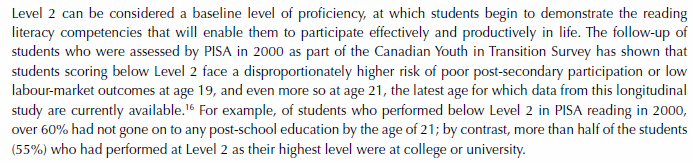 Level 2 can be considered a baseline level of proficiency, at which students begin to demonstrate the reading
literacy competencies that will enable them to participate effectively and productively in life. The follow-up of
students who were assessed by PISA in 2000 as part of the Canadian Youth in Transition Survey has shown that
students scoring below Level 2 face a disproportionately higher risk of poor post-secondary participation or low
labour-market outcomes at age 19, and even more so at age 21, the latest age for which data from this longitudinal
study are currently available.¹⁶ For example, of students who performed below Level 2 in PISA reading in 2000,
over 60% had not gone on to any post-school education by the age of 21; by contrast, more than half of the students
(55%) who had performed at Level 2 as their highest level were at college or university.